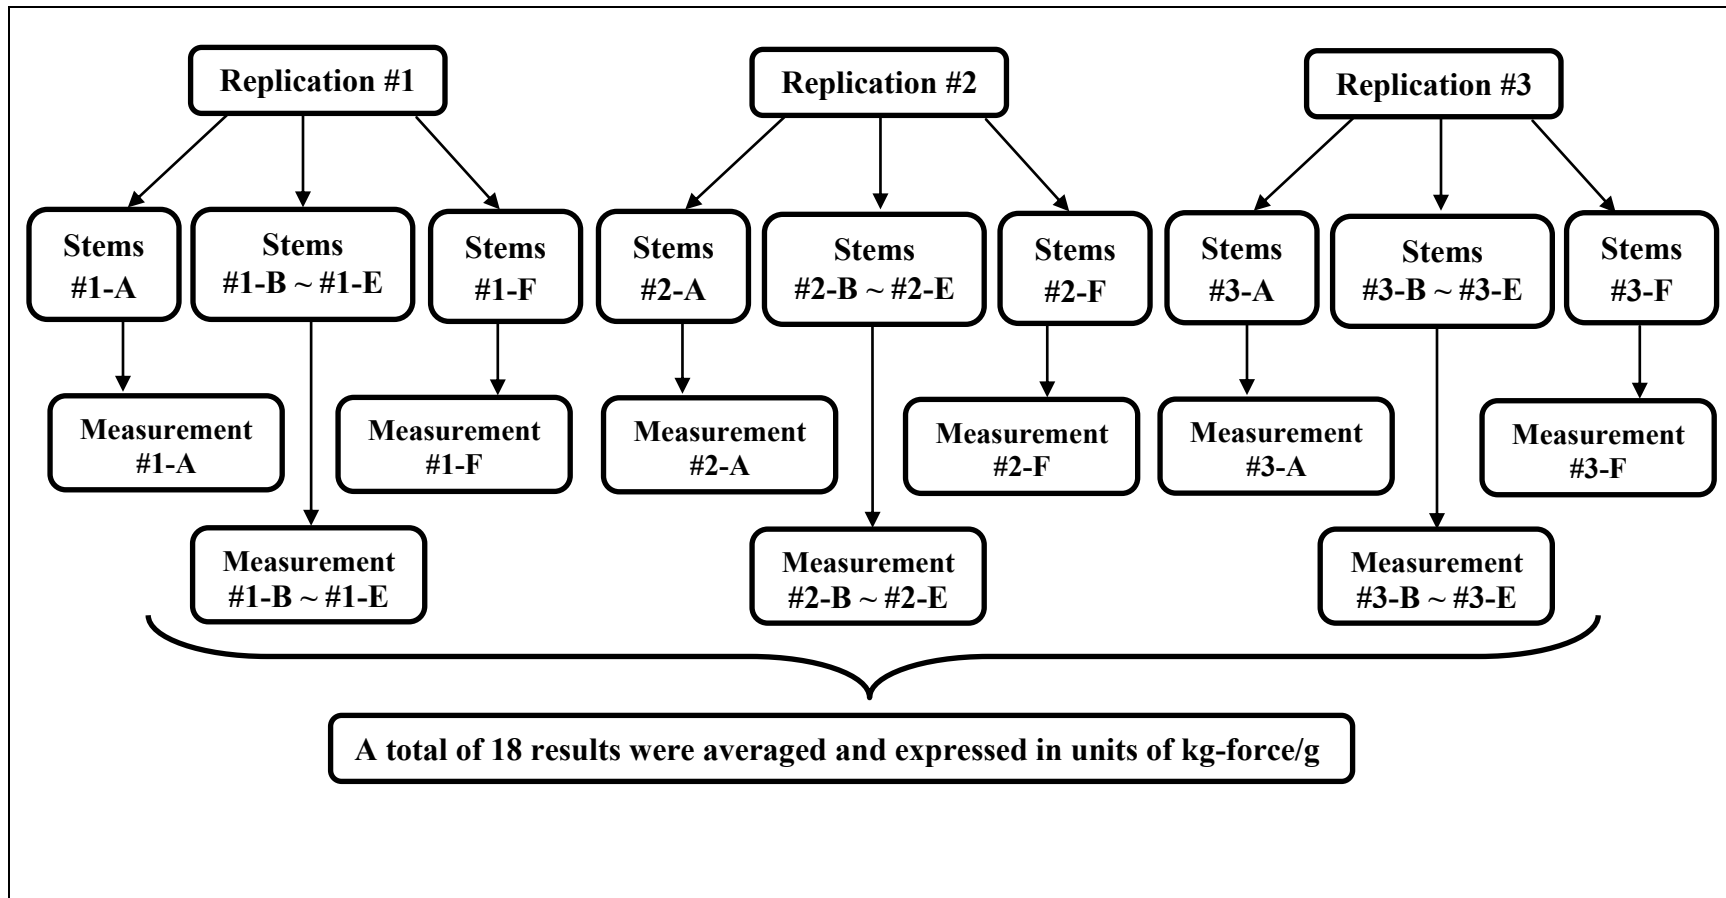 Replication #1
Replication #2
Replication #3
Stems
#1-A
Stems
#1-B ~ #1-E
Stems
#1-F
Stems
#2-A
Stems
#2-B ~ #2-E
Stems
#2-F
Stems
#3-A
Stems
#3-B ~ #3-E
Stems
#3-F
Measurement
#1-A
Measurement
#1-F
Measurement
#2-A
Measurement
#2-F
Measurement
#3-A
Measurement
#3-F
Measurement
#1-B ~ #1-E
Measurement
#2-B ~ #2-E
Measurement
#3-B ~ #3-E
A total of 18 results were averaged and expressed in units of kg-force/g